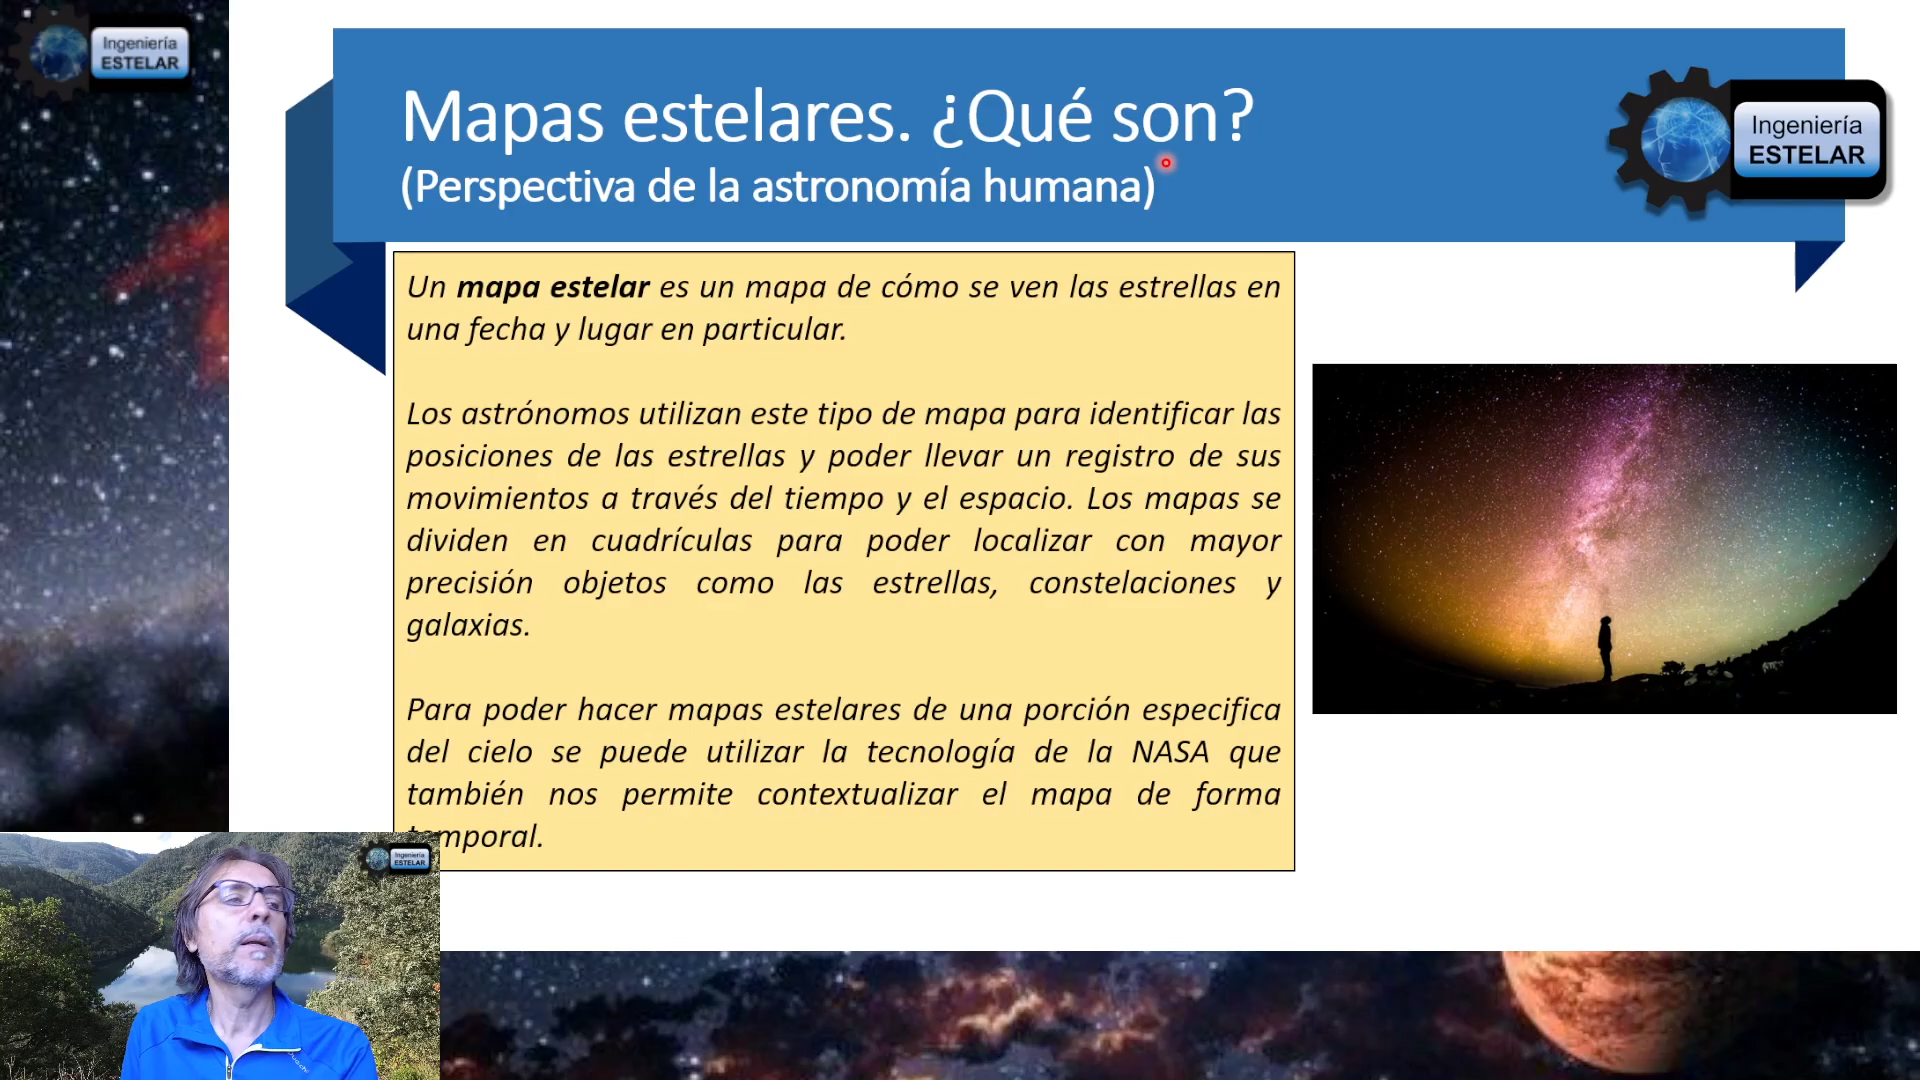 Ingeniería
ESTELAR
Mapas estelares. ¿Qué son?
(Perspectiva de la astronomía humana)
Ingeniería
ESTELAR
Un mapa estelar es un mapa de cómo se ven las estrellas en
una fecha y lugar en particular.
Los astrónomos utilizan este tipo de mapa para identificar las
posiciones de las estrellas y poder llevar un registro de sus
movimientos a través del tiempo y el espacio. Los mapas se
dividen en cuadrículas para poder localizar con mayor
precisión objetos como las estrellas, constelaciones y
galaxias.
Para poder hacer mapas estelares de una porción especifica
del cielo se puede utilizar la tecnología de la NASA que
también nos permite contextualizar el mapa de forma
temporal.
Ingeniería
ESTELAR